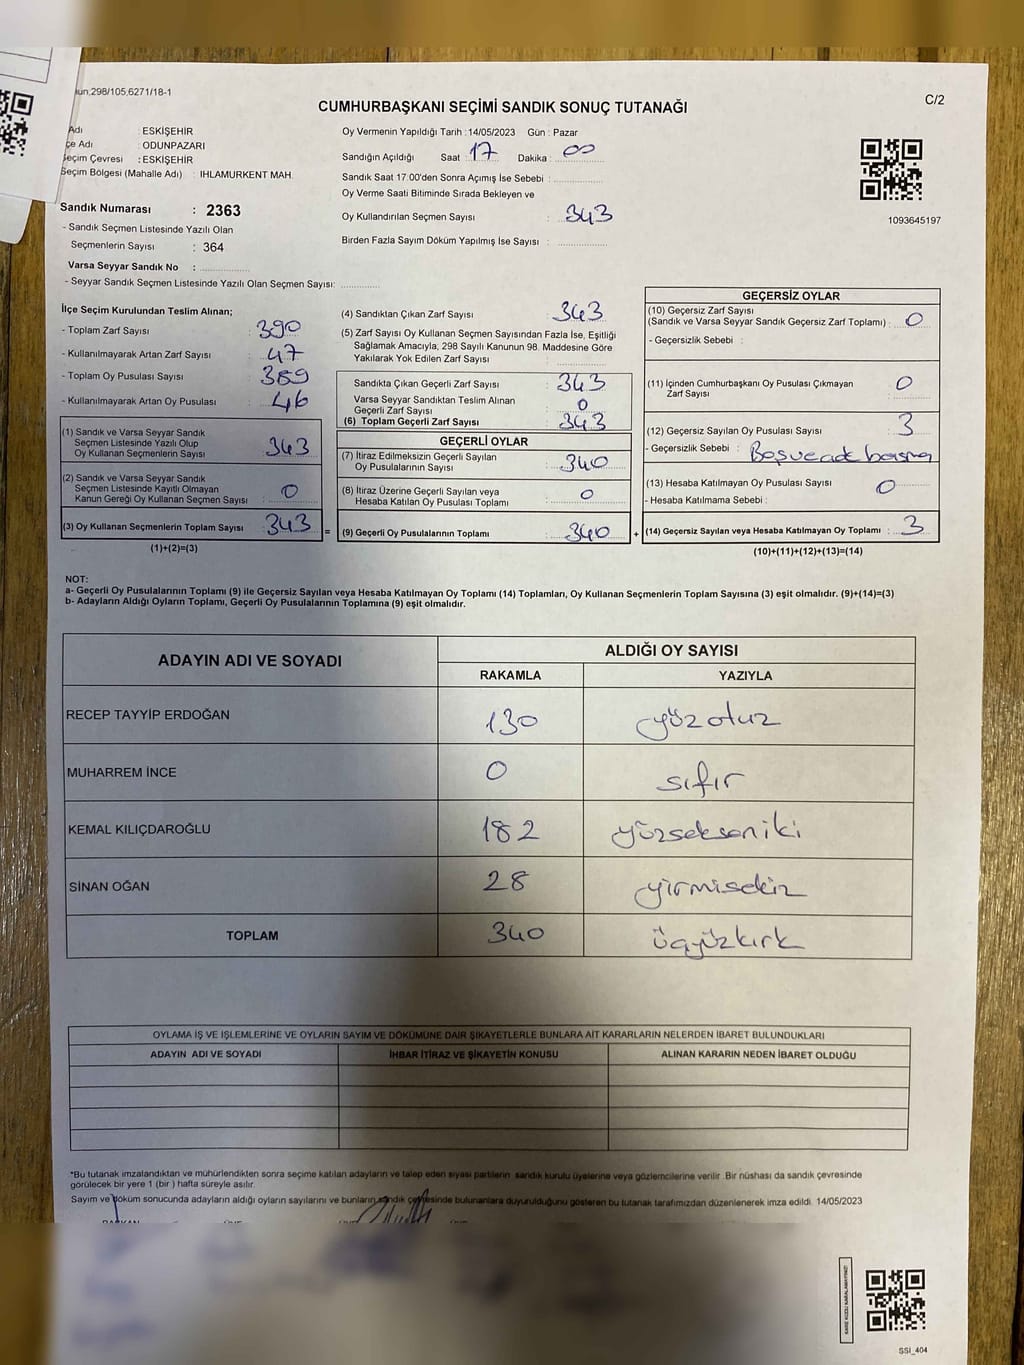 298/105,6271/18-1
CUMHURBAŞKANI SEÇİMİ SANDIK SONUÇ TUTANAĞI
C/2
Adı : ESKİŞEHİR
çe Adı : ODUNPAZARI
Seçim Çevresi : ESKİŞEHİR
Seçim Bölgesi (Mahalle Adı) : IHLAMURKENT MAH.
Sandık Numarası : 2363
- Sandık Seçmen Listesinde Yazılı Olan
Seçmenlerin Sayısı : 364
Varsa Seyyar Sandık No :
- Seyyar Sandık Seçmen Listesinde Yazılı Olan Seçmen Sayısı:
Oy Vermenin Yapıldığı Tarih : 14/05/2023 Gün : Pazar
Sandığın Açıldığı Saat : 17 Dakika : 00
Sandık Saat 17:00'den Sonra Açımış İse Sebebi :
Oy Verme Saati Bitiminde Sırada Bekleyen ve
Oy Kullandırılan Seçmen Sayısı : 343
Birden Fazla Sayım Döküm Yapılmış İse Sayısı :
1093645197
İlçe Seçim Kurulundan Teslim Alınan;
- Toplam Zarf Sayısı : 390
- Kullanılmayarak Artan Zarf Sayısı : 47
- Toplam Oy Pusulası Sayısı : 389
- Kullanılmayarak Artan Oy Pusulası : 46
(1) Sandık ve Varsa Seyyar Sandık
Seçmen Listesinde Yazılı Olup
Oy Kullanan Seçmenlerin Sayısı : 343
(2) Sandık ve Varsa Seyyar Sandık
Seçmen Listesinde Kayıtlı Olmayan
Kanun Gereği Oy Kullanan Seçmen Sayısı : 0
(3) Oy Kullanan Seçmenlerin Toplam Sayısı : 343
(1)+(2)=(3)
(4) Sandıktan Çıkan Zarf Sayısı : 343
(5) Zarf Sayısı Oy Kullanan Seçmen Sayısından Fazla İse, Eşitliği
Sağlamak Amacıyla, 298 Sayılı Kanunun 98. Maddesine Göre
Yakılarak Yok Edilen Zarf Sayısı :
Sandıkta Çıkan Geçerli Zarf Sayısı : 343
Varsa Seyyar Sandıktan Teslim Alınan
Geçerli Zarf Sayısı : 0
(6) Toplam Geçerli Zarf Sayısı : 343
GEÇERLİ OYLAR
(7) İtiraz Edilmeksizin Geçerli Sayılan
Oy Pusulalarının Sayısı : 340
(8) İtiraz Üzerine Geçerli Sayılan veya
Hesaba Katılan Oy Pusulası Toplamı : 0
= (9) Geçerli Oy Pusulalarının Toplamı : 340 +
GEÇERSİZ OYLAR
(10) Geçersiz Zarf Sayısı
(Sandık ve Varsa Seyyar Sandık Geçersiz Zarf Toplamı) : 0
- Geçersizlik Sebebi :
(11) İçinden Cumhurbaşkanı Oy Pusulası Çıkmayan
Zarf Sayısı : 0
(12) Geçersiz Sayılan Oy Pusulası Sayısı : 3
- Geçersizlik Sebebi : Boş
(13) Hesaba Katılmayan Oy Pusulası Sayısı : 0
- Hesaba Katılmama Sebebi :
(14) Geçersiz Sayılan veya Hesaba Katılmayan Oy Toplamı : 3
(10)+(11)+(12)+(13)=(14)
NOT:
a- Geçerli Oy Pusulalarının Toplamı (9) ile Geçersiz Sayılan veya Hesaba Katılmayan Oy Toplamı (14) Toplamları, Oy Kullanan Seçmenlerin Toplam Sayısına (3) eşit olmalıdır. (9)+(14)=(3)
b- Adayların Aldığı Oyların Toplamı, Geçerli Oy Pusulalarının Toplamına (9) eşit olmalıdır.
ADAYIN ADI VE SOYADI ALDIĞI OY SAYISI
RAKAMLA YAZIYLA
RECEP TAYYİP ERDOĞAN 130 yüzotuz
MUHARREM İNCE 0 sıfır
KEMAL KILIÇDAROĞLU 182 yüzsekseniki
SİNAN OĞAN 28 yirmisekiz
TOPLAM 340 üçyüzkırk
OYLAMA İŞ VE İŞLEMLERİNE VE OYLARIN SAYIM VE DÖKÜMÜNE DAİR ŞİKAYETLERLE BUNLARA AİT KARARLARIN NELERDEN İBARET BULUNDUKLARI
ADAYIN ADI VE SOYADI İHBAR İTİRAZ VE ŞİKAYETİN KONUSU ALINAN KARARIN NEDEN İBARET OLDUĞU
*Bu tutanak imzalandıktan ve mühürlendikten sonra seçime katılan adayların ve talep eden siyasi partilerin sandık kurulu üyelerine veya gözlemcilerine verilir. Bir nüshası da sandık çevresinde
görülecek bir yere 1 (bir ) hafta süreyle asılır.
Sayım ve döküm sonucunda adayların aldığı oyların sayılarını ve bunların sandık çevresinde bulunanlara duyurulduğunu gösteren bu tutanak tarafımızdan düzenlenerek imza edildi. 14/05/2023
SSI_404